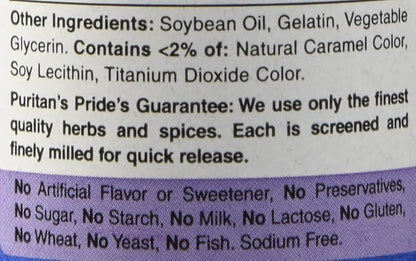 Other Ingredients: Soybean Oil, Gelatin, Vegetable
Glycerin. Contains <2% of: Natural Caramel Color,
Soy Lecithin, Titanium Dioxide Color.
Puritan's Pride's Guarantee: We use only the finest
quality herbs and spices. Each is screened and
finely milled for quick release.
No Artificial Flavor or Sweetener, No Preservatives,
No Sugar, No Starch, No Milk, No Lactose, No Gluten,
No Wheat, No Yeast, No Fish. Sodium Free.